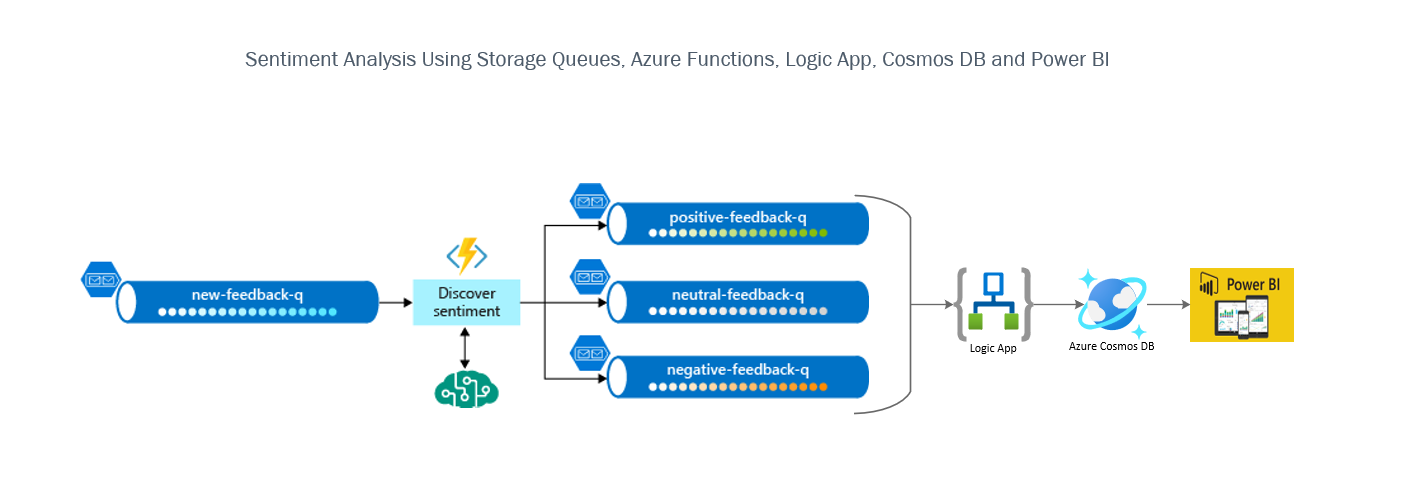 Sentiment Analysis Using Storage Queues, Azure Functions, Logic App, Cosmos DB and Power BI
positive-feedback-q
new-feedback-q
Discover
sentiment
neutral-feedback-q
negative-feedback-q
Logic App
Azure Cosmos DB
Power BI